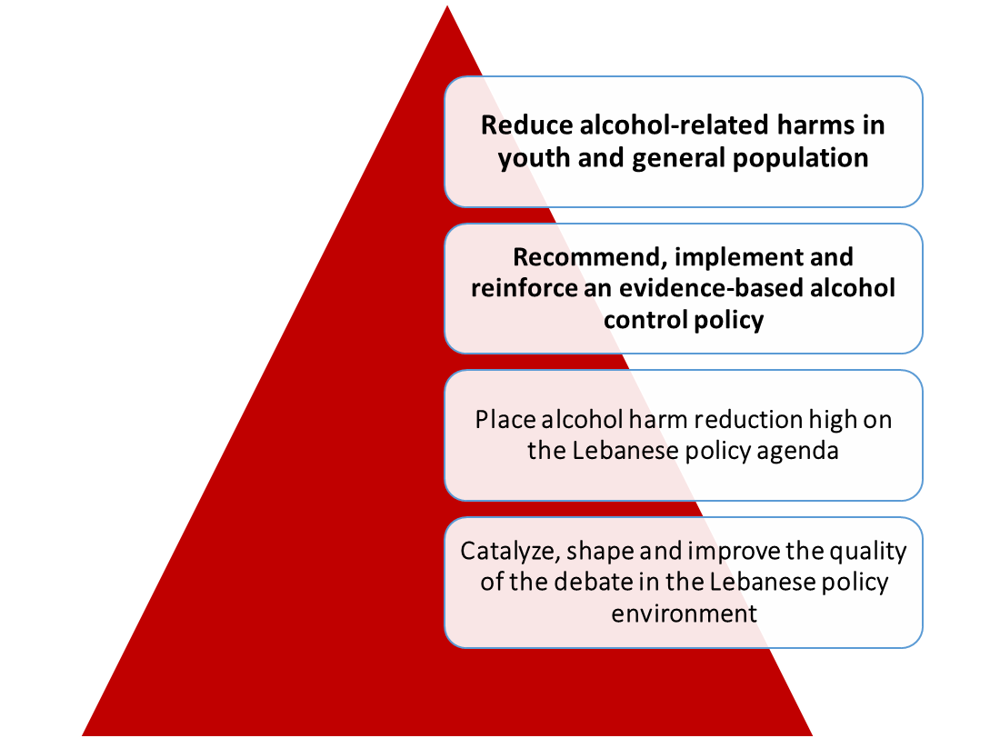 Reduce alcohol-related harms in
youth and general population
Recommend, implement and
reinforce an evidence-based alcohol
control policy
Place alcohol harm reduction high on
the Lebanese policy agenda
Catalyze, shape and improve the quality
of the debate in the Lebanese policy
environment